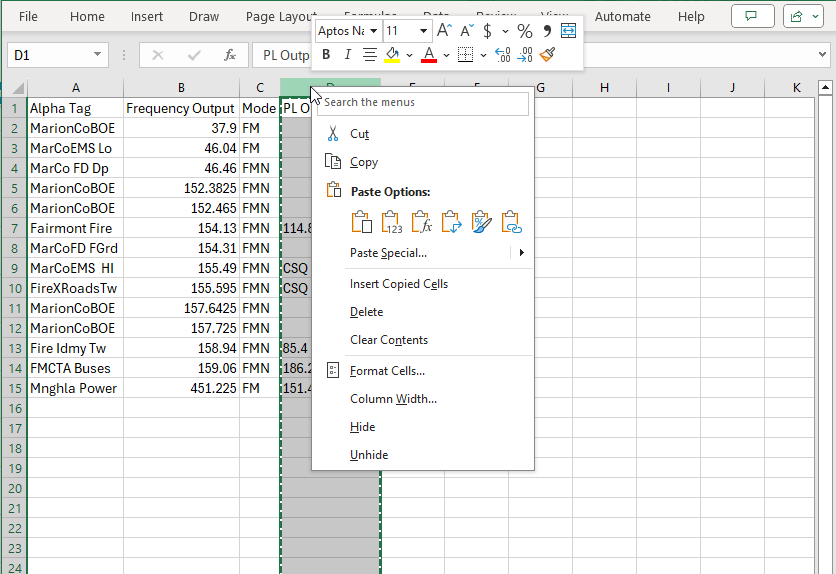 File Home Insert Draw Page Layout Formulas Data Review View Automate Help
Aptos Na 11 A A $ % 9
B I A .00 .00
D1 fx PL Outp
A B C D E F G H I J K
1 Alpha Tag Frequency Output Mode PL O
2 MarionCoBOE 37.9 FM
3 MarCoEMS Lo 46.04 FM
4 MarCo FD Dp 46.46 FMN
5 MarionCoBOE 152.3825 FMN
6 MarionCoBOE 152.465 FMN
7 Fairmont Fire 154.13 FMN 114.8
8 MarCoFD FGrd 154.31 FMN
9 MarCoEMS HI 155.49 FMN CSQ
10 FireXRoadsTw 155.595 FMN CSQ
11 MarionCoBOE 157.6425 FMN
12 MarionCoBOE 157.725 FMN
13 Fire Idmy Tw 158.94 FMN 85.4
14 FMCTA Buses 159.06 FMN 186.2
15 Mnghla Power 451.225 FM 151.4
16
17
18
19
20
21
22
23
24
Search the menus
Cut
Copy
Paste Options:
123 fx
Paste Special...
Insert Copied Cells
Delete
Clear Contents
Format Cells...
Column Width...
Hide
Unhide